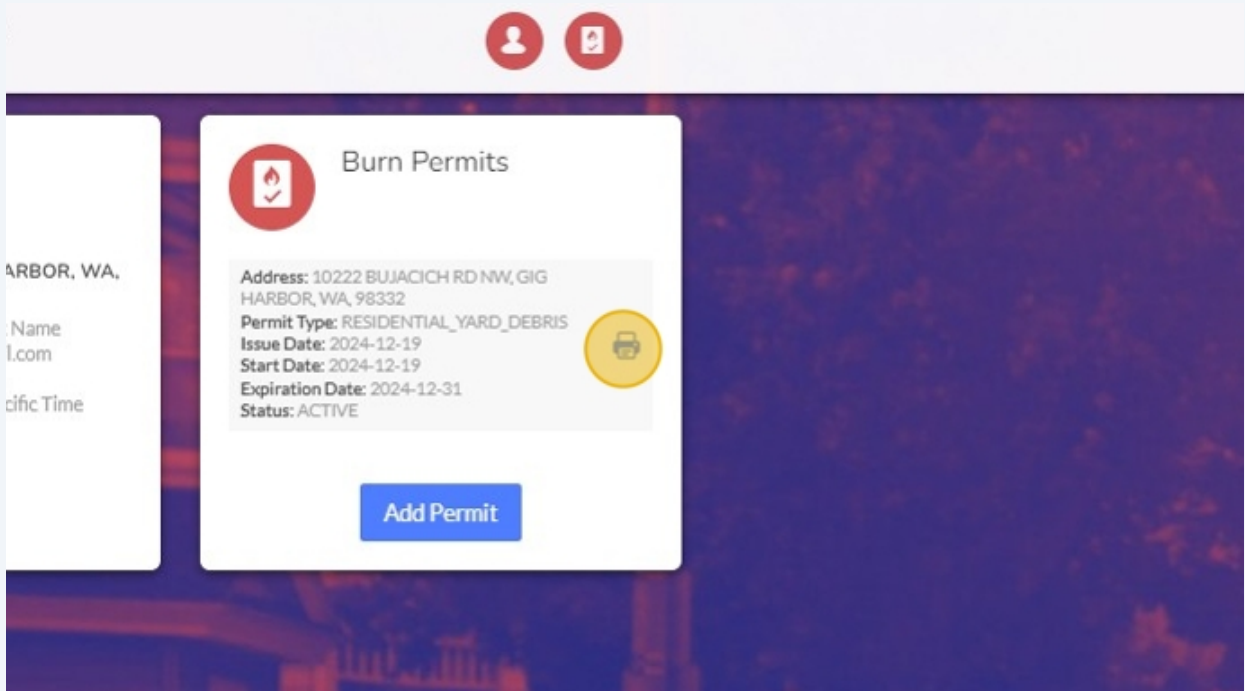 Burn Permits
ARBOR, WA,
Name
l.com
cific Time
Address: 10222 BUJACICH RD NW, GIG
HARBOR, WA, 98332
Permit Type: RESIDENTIAL_YARD_DEBRIS
Issue Date: 2024-12-19
Start Date: 2024-12-19
Expiration Date: 2024-12-31
Status: ACTIVE
Add Permit